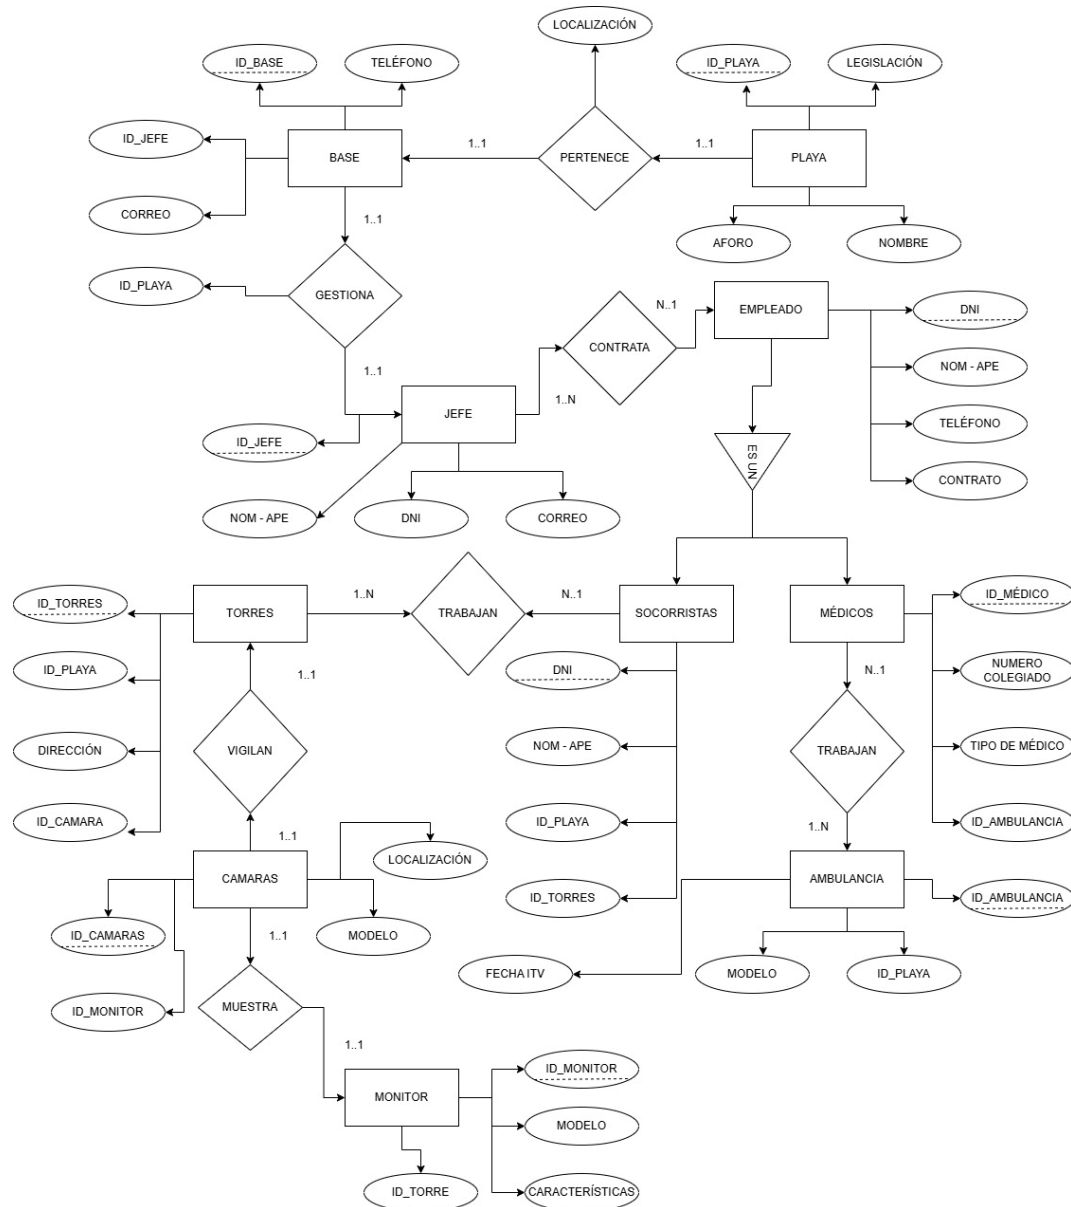 LOCALIZACIÓN
ID_BASE
TELÉFONO
ID_PLAYA
LEGISLACIÓN
ID_JEFE
BASE
1..1
PERTENECE
1..1
PLAYA
CORREO
1..1
AFORO
NOMBRE
ID_PLAYA
GESTIONA
EMPLEADO
DNI
N..1
CONTRATA
NOM - APE
1..1
1..N
JEFE
TELÉFONO
ID_JEFE
ES UN
CONTRATO
NOM - APE
DNI
CORREO
ID_TORRES
TORRES
1..N
TRABAJAN
N..1
SOCORRISTAS
MÉDICOS
ID_MÉDICO
ID_PLAYA
1..1
DNI
N..1
NUMERO
COLEGIADO
DIRECCIÓN
VIGILAN
NOM - APE
TRABAJAN
TIPO DE MÉDICO
ID_CAMARA
1..1
ID_PLAYA
1..N
ID_AMBULANCIA
CAMARAS
LOCALIZACIÓN
AMBULANCIA
ID_TORRES
ID_AMBULANCIA
ID_CAMARAS
1..1
MODELO
FECHA ITV
MODELO
ID_PLAYA
ID_MONITOR
MUESTRA
1..1
ID_MONITOR
MONITOR
MODELO
ID_TORRE
CARACTERÍSTICAS